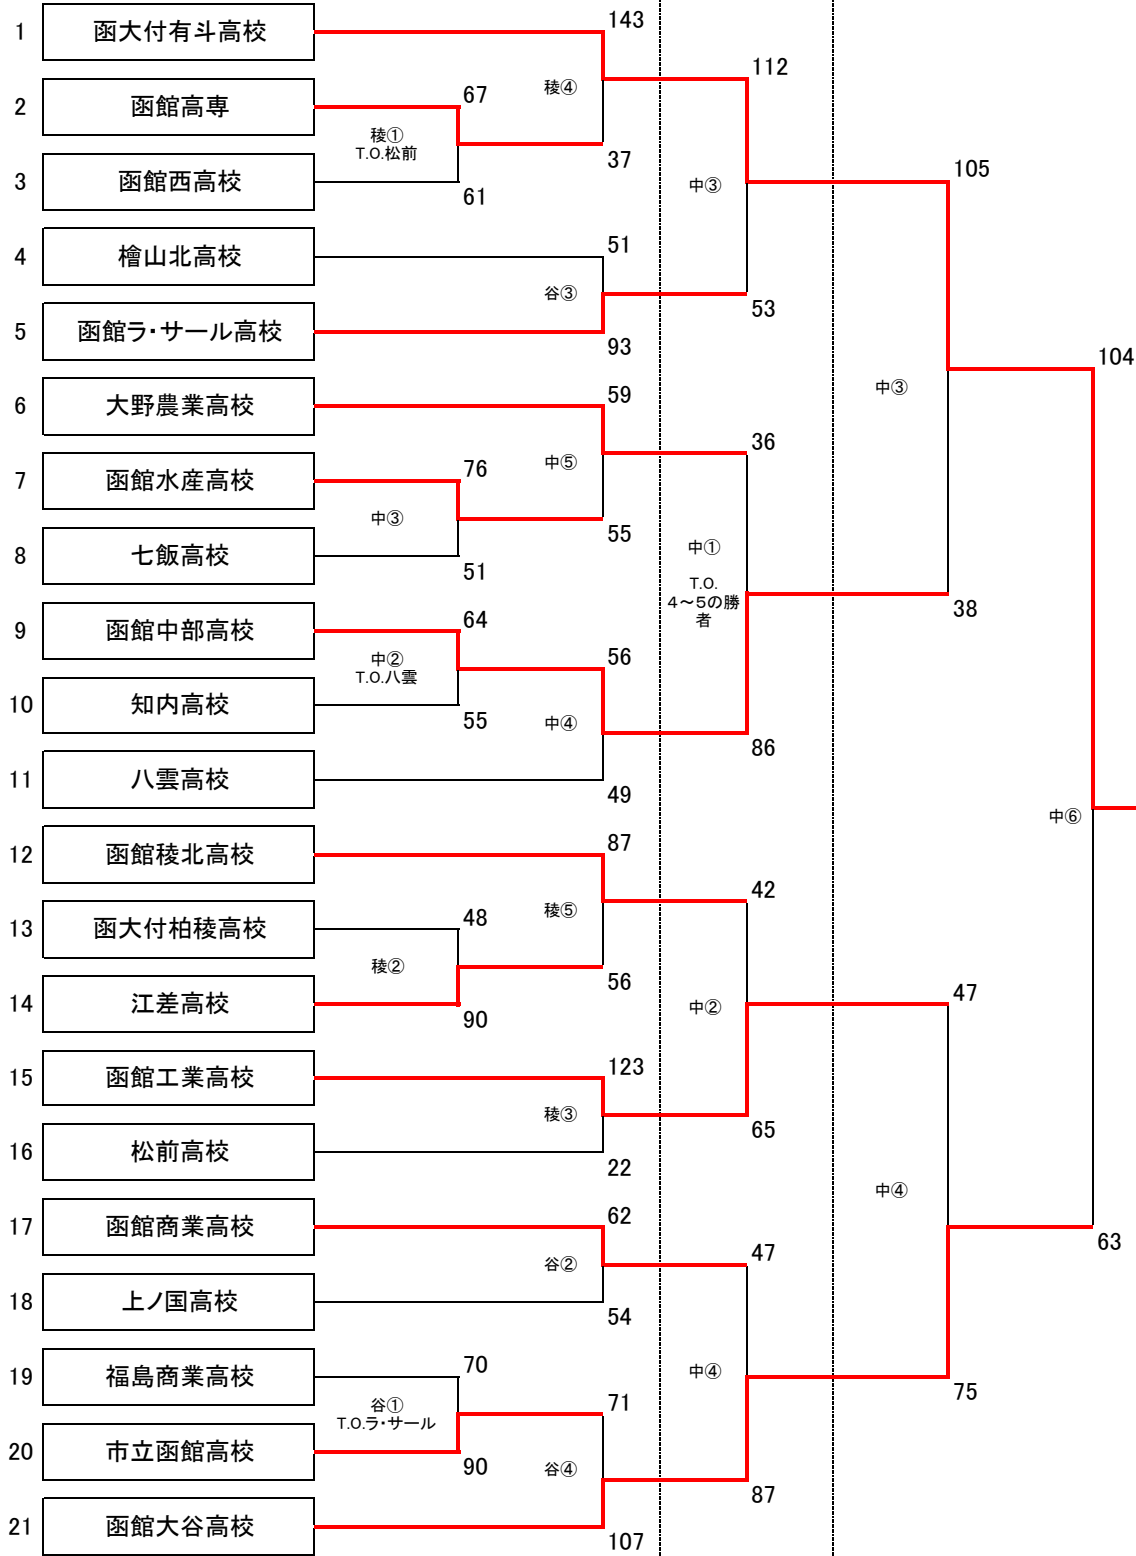 143
1 函大付有斗高校
112
稜④
67
2 函館高専
稜①
T.O.松前
37
105
3 函館西高校
中③
61
51
4 檜山北高校
谷③
53
5 函館ラ・サール高校
93
104
59
中③
6 大野農業高校
36
76
中⑤
7 函館水産高校
中③
55
中①
8 七飯高校
51
T.O.
4～5の勝
者
38
64
9 函館中部高校
56
中②
T.O.八雲
10 知内高校
55
中④
86
11 八雲高校
49
中⑥
87
12 函館稜北高校
42
48
稜⑤
13 函大付柏稜高校
稜②
56
47
14 江差高校
中②
90
123
15 函館工業高校
稜③
65
16 松前高校
22
中④
62
17 函館商業高校
47
63
谷②
18 上ノ国高校
54
70
中④
19 福島商業高校
75
71
谷①
T.O.ラ・サール
20 市立函館高校
90
谷④
87
21 函館大谷高校
107